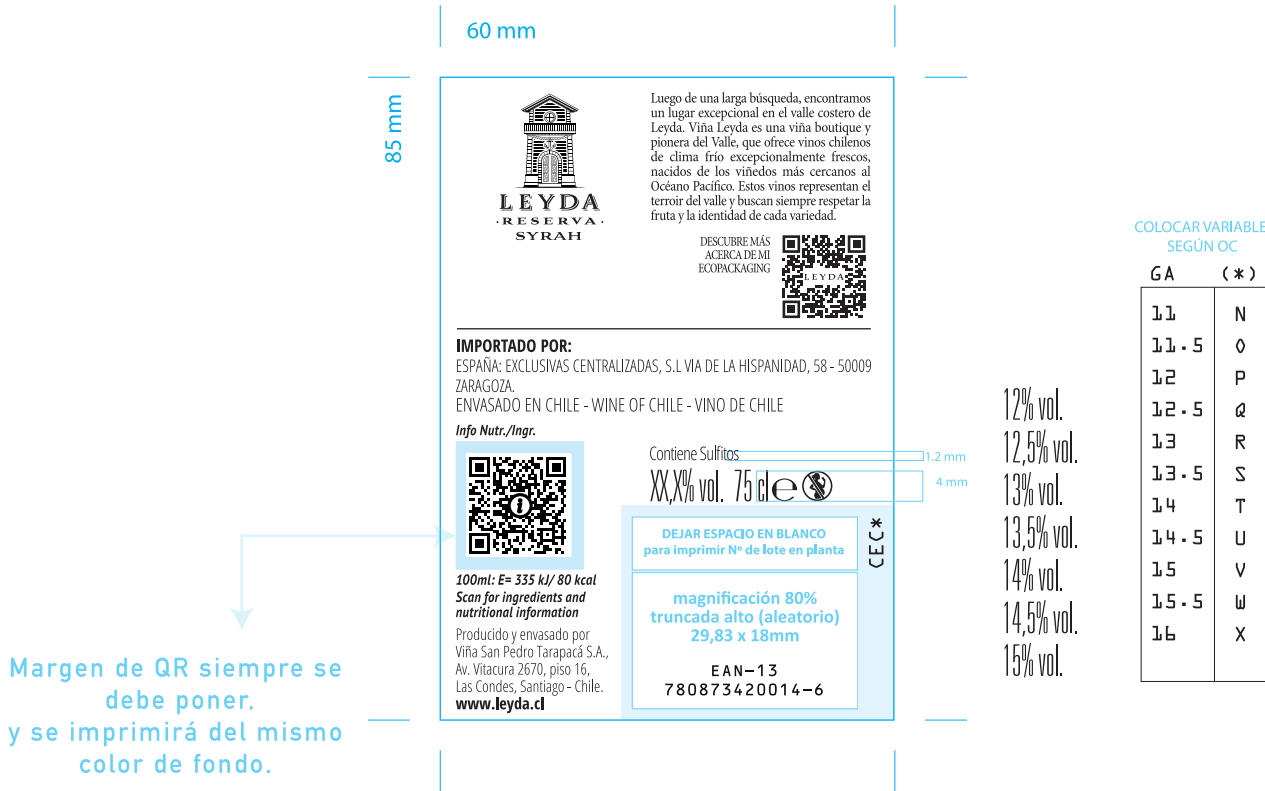 60 mm
85 mm
LEYDA
·RESERVA·
SYRAH
Luego de una larga búsqueda, encontramos
un lugar excepcional en el valle costero de
Leyda. Viña Leyda es una viña boutique y
pionera del Valle, que ofrece vinos chilenos
de clima frío excepcionalmente frescos,
nacidos de los viñedos más cercanos al
Océano Pacífico. Estos vinos representan el
terroir del valle y buscan siempre respetar la
fruta y la identidad de cada variedad.
DESCUBRE MÁS
ACERCA DE MI
ECOPACKAGING
LEYDA
IMPORTADO POR:
ESPAÑA: EXCLUSIVAS CENTRALIZADAS, S.L VIA DE LA HISPANIDAD, 58 - 50009
ZARAGOZA.
ENVASADO EN CHILE - WINE OF CHILE - VINO DE CHILE
Info Nutr./Ingr.
i
100ml: E= 335 kJ/ 80 kcal
Scan for ingredients and
nutritional information
Producido y envasado por
Viña San Pedro Tarapacá S.A.,
Av. Vitacura 2670, piso 16,
Las Condes, Santiago - Chile.
www.leyda.cl
Contiene Sulfitos
1.2 mm
XX,X% vol. 75 cl e
4 mm
DEJAR ESPACIO EN BLANCO
para imprimir Nº de lote en planta
CEC*
magnificación 80%
truncada alto (aleatorio)
29,83 x 18mm
EAN-13
780873420014-6
Margen de QR siempre se
debe poner,
y se imprimirá del mismo
color de fondo.
12% vol.
12,5% vol.
13% vol.
13,5% vol.
14% vol.
14,5% vol.
15% vol.
COLOCAR VARIABLE
SEGÚN OC
GA (*)
11 N
11.5 O
12 P
12.5 Q
13 R
13.5 S
14 T
14.5 U
15 V
15.5 W
16 X